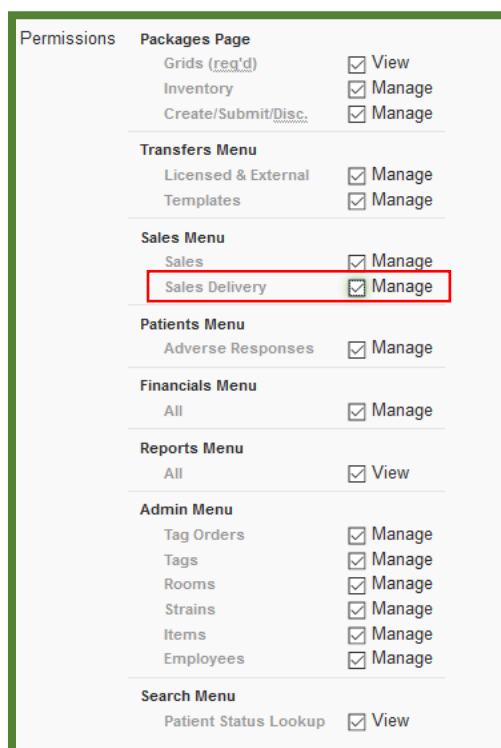 Permissions Packages Page
Grids (req'd) View
Inventory Manage
Create/Submit/Disc. Manage
Transfers Menu
Licensed & External Manage
Templates Manage
Sales Menu
Sales Manage
Sales Delivery Manage
Patients Menu
Adverse Responses Manage
Financials Menu
All Manage
Reports Menu
All View
Admin Menu
Tag Orders Manage
Tags Manage
Rooms Manage
Strains Manage
Items Manage
Employees Manage
Search Menu
Patient Status Lookup View